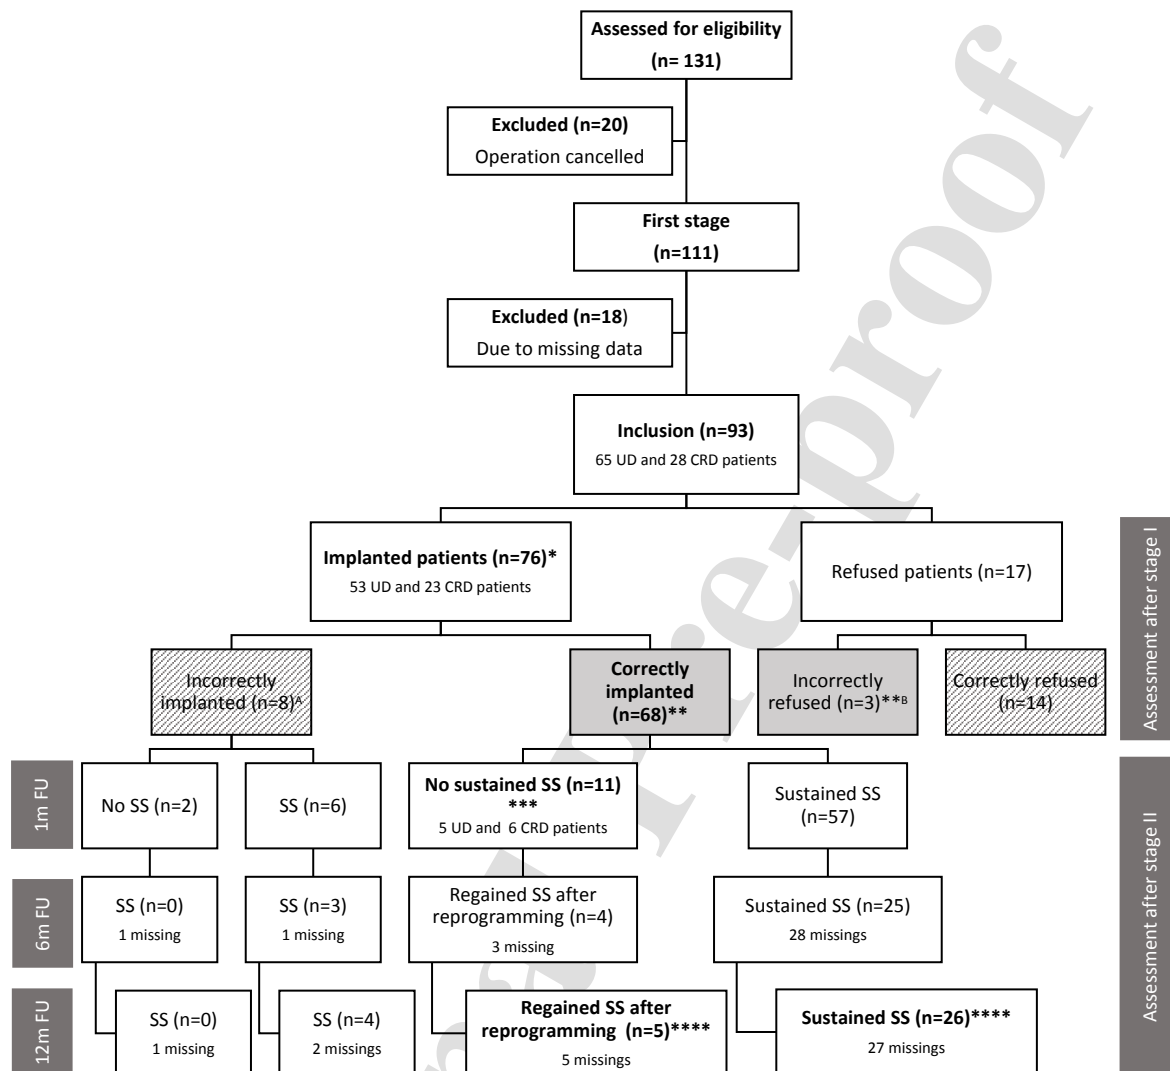 Assessed for eligibility
(n= 131)
Excluded (n=20)
Operation cancelled
First stage
(n=111)
Excluded (n=18)
Due to missing data
Inclusion (n=93)
65 UD and 28 CRD patients
Implanted patients (n=76)*
53 UD and 23 CRD patients
Refused patients (n=17)
Assessment after stage I
Incorrectly
implanted (n=8)A
Correctly
implanted
(n=68)**
Incorrectly
refused (n=3)**B
Correctly refused
(n=14)
1m FU
No SS (n=2)
SS (n=6)
No sustained SS (n=11)
***
5 UD and 6 CRD patients
Sustained SS
(n=57)
Assessment after stage II
6m FU
SS (n=0)
1 missing
SS (n=3)
1 missing
Regained SS after
reprogramming (n=4)
3 missing
Sustained SS (n=25)
28 missings
12m FU
SS (n=0)
1 missing
SS (n=4)
2 missings
Regained SS after
reprogramming (n=5)****
5 missings
Sustained SS (n=26)****
27 missings
pre-proof